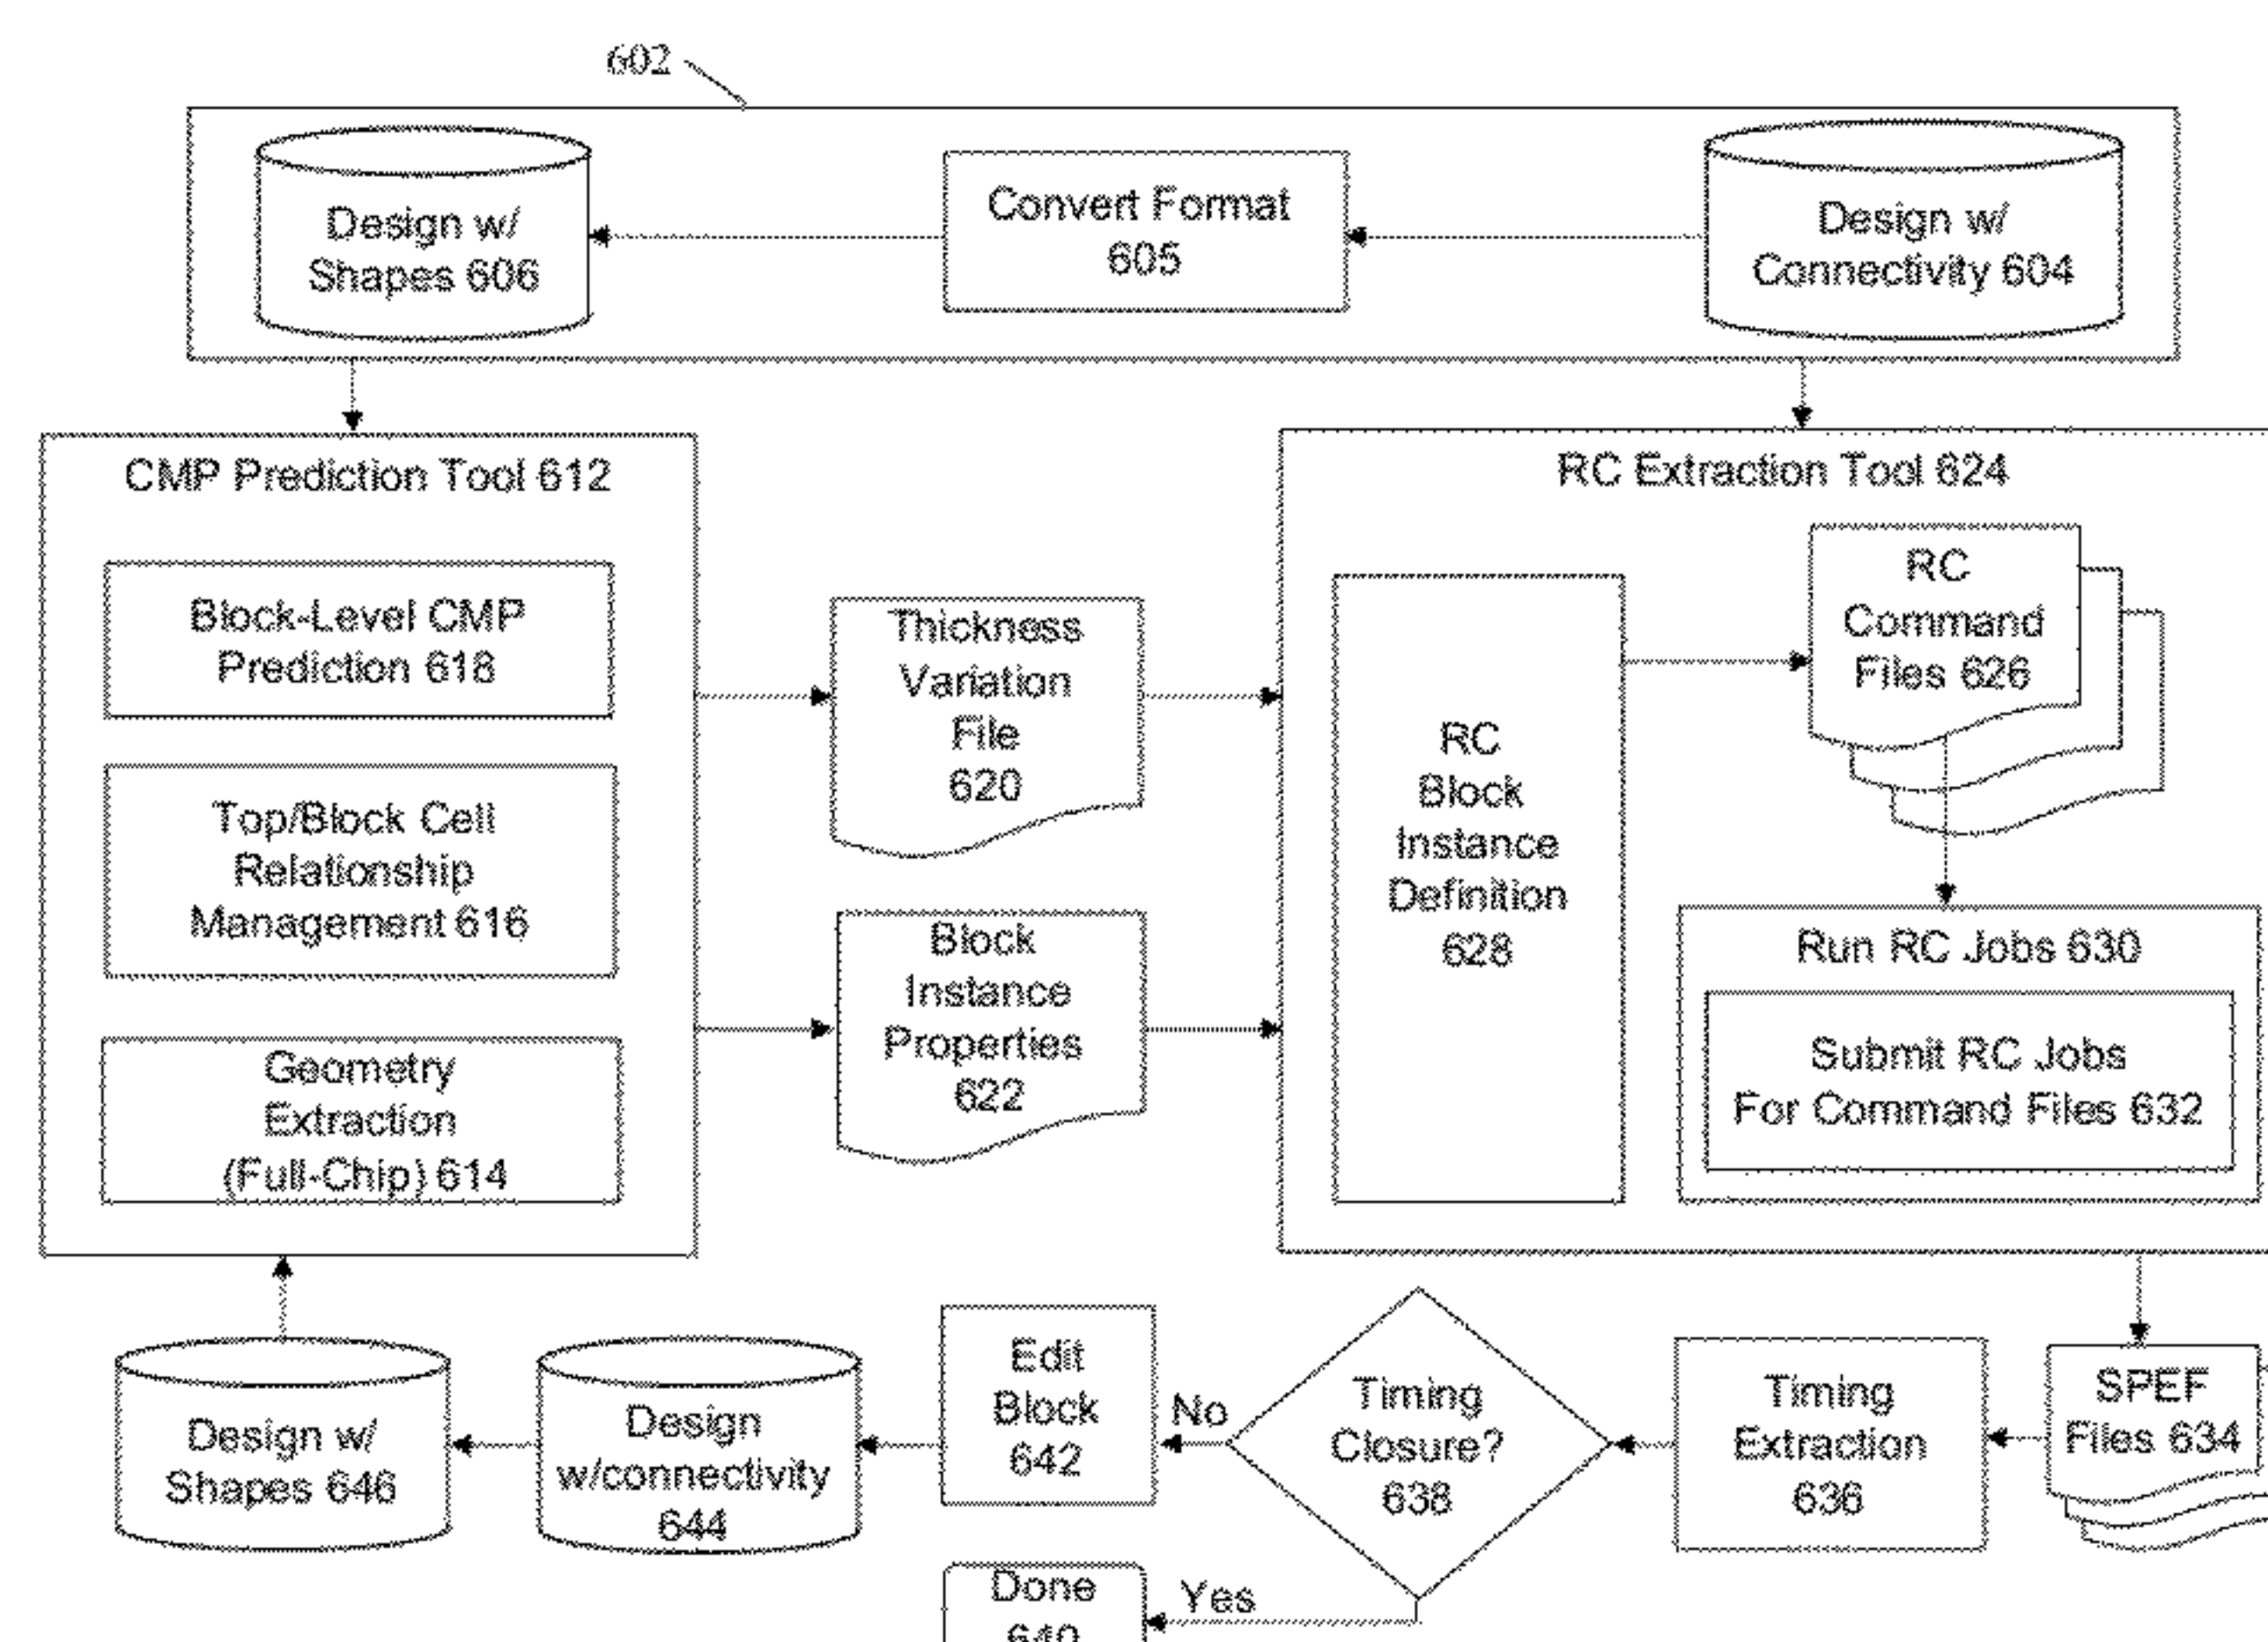 602
Design w/
Shapes 606
Convert Format
605
Design w/
Connectivity 604
CMP Prediction Tool 612
Block-Level CMP
Prediction 618
Top/Block Cell
Relationship
Management 616
Geometry
Extraction
(Full-Chip) 614
Thickness
Variation
File
620
Block
Instance
Properties
622
RC Extraction Tool 624
RC
Block
Instance
Definition
628
RC
Command
Files 626
Run RC Jobs 630
Submit RC Jobs
For Command Files 632
SPEF
Files 634
Timing
Extraction
636
Timing
Closure?
638
No
Edit
Block
642
Design
w/connectivity
644
Design w/
Shapes 646
Yes
Done
640